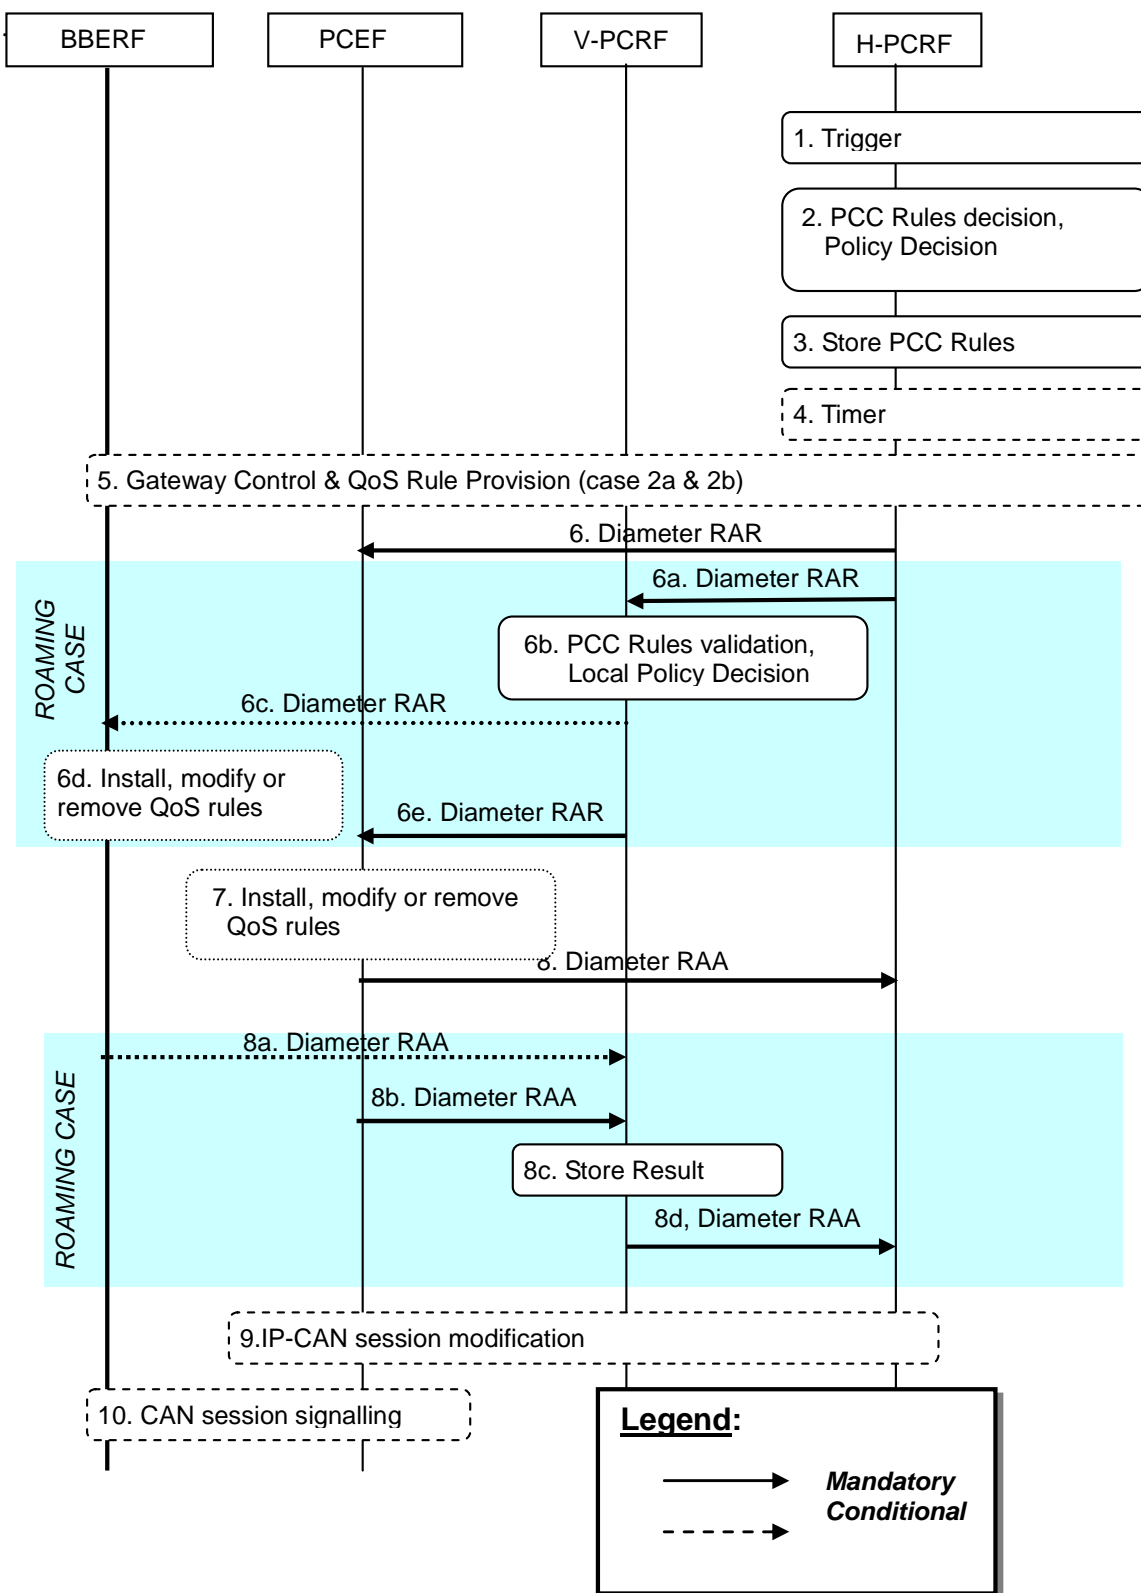 BBERF
PCEF
V-PCRF
H-PCRF
1. Trigger
2. PCC Rules decision,
Policy Decision
3. Store PCC Rules
4. Timer
5. Gateway Control & QoS Rule Provision (case 2a & 2b)
6. Diameter RAR
ROAMING
CASE
6a. Diameter RAR
6b. PCC Rules validation,
Local Policy Decision
6c. Diameter RAR
6d. Install, modify or
remove QoS rules
6e. Diameter RAR
7. Install, modify or remove
QoS rules
8. Diameter RAA
ROAMING CASE
8a. Diameter RAA
8b. Diameter RAA
8c. Store Result
8d, Diameter RAA
9.IP-CAN session modification
10. CAN session signalling
Legend:
Mandatory
Conditional